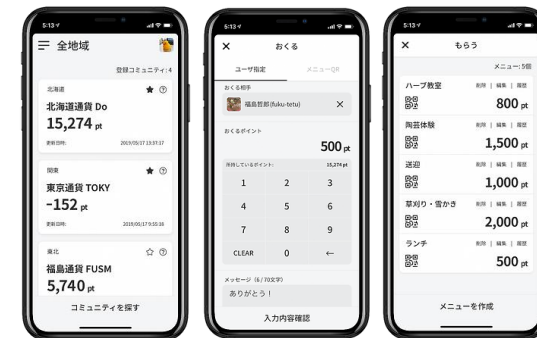 5:13
全地域
登録コミュニティ: 4
北海道
北海道通貨 Do
15,274 pt
更新日時: 2019/05/17 13:37:17
関東
東京通貨 TOKY
-152 pt
更新日時: 2019/05/17 9:55:38
東北
福島通貨 FUSM
5,740 pt
コミュニティを探す
5:13
おくる
ユーザ指定 メニューQR
おくる相手
福島哲郎(fuku-tetu)
おくるポイント
500 pt
所持しているポイント: 15,274 pt
1 2 3
4 5 6
7 8 9
CLEAR 0 ←
メッセージ (6/70文字)
ありがとう!
入力内容確認
5:13
もらう
メニュー: 5個
ハーブ教室 削除 | 編集 | 履歴
800 pt
陶芸体験 削除 | 編集 | 履歴
1,500 pt
送迎 削除 | 編集 | 履歴
1,000 pt
草刈り・雪かき 削除 | 編集 | 履歴
2,000 pt
ランチ 削除 | 編集 | 履歴
500 pt
メニューを作成